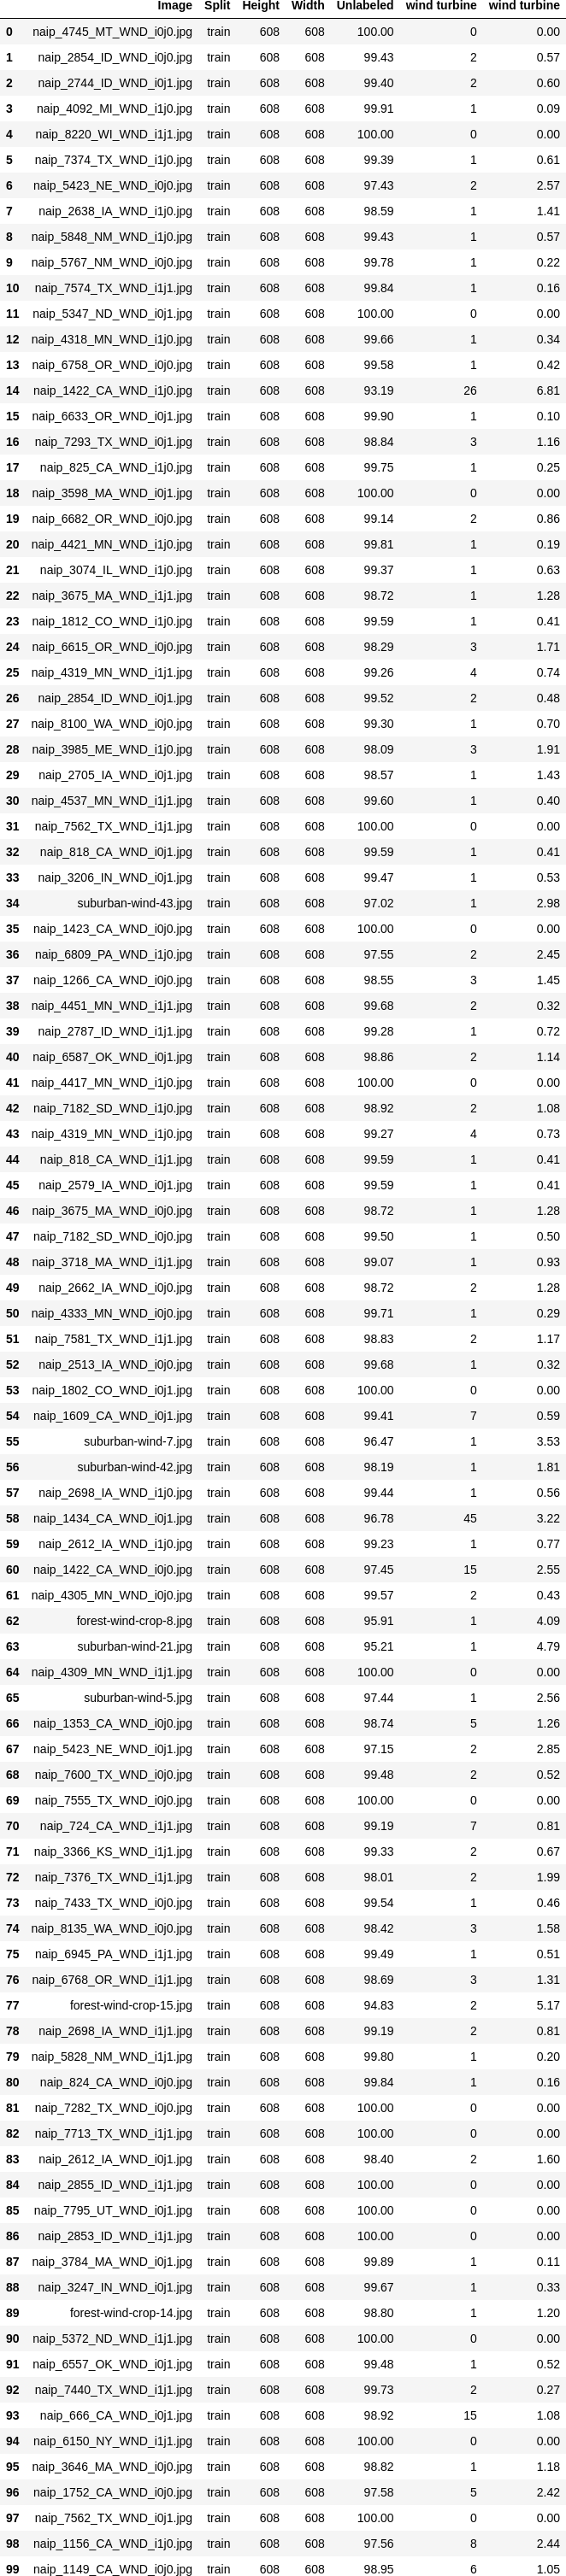 Image Split Height Width Unlabeled wind turbine wind turbine
0 naip_4745_MT_WND_i0j0.jpg train 608 608 100.00 0 0.00
1 naip_2854_ID_WND_i0j0.jpg train 608 608 99.43 2 0.57
2 naip_2744_ID_WND_i0j1.jpg train 608 608 99.40 2 0.60
3 naip_4092_MI_WND_i1j0.jpg train 608 608 99.91 1 0.09
4 naip_8220_WI_WND_i1j1.jpg train 608 608 100.00 0 0.00
5 naip_7374_TX_WND_i1j0.jpg train 608 608 99.39 1 0.61
6 naip_5423_NE_WND_i0j0.jpg train 608 608 97.43 2 2.57
7 naip_2638_IA_WND_i1j0.jpg train 608 608 98.59 1 1.41
8 naip_5848_NM_WND_i1j0.jpg train 608 608 99.43 1 0.57
9 naip_5767_NM_WND_i0j0.jpg train 608 608 99.78 1 0.22
10 naip_7574_TX_WND_i1j1.jpg train 608 608 99.84 1 0.16
11 naip_5347_ND_WND_i0j1.jpg train 608 608 100.00 0 0.00
12 naip_4318_MN_WND_i1j0.jpg train 608 608 99.66 1 0.34
13 naip_6758_OR_WND_i0j0.jpg train 608 608 99.58 1 0.42
14 naip_1422_CA_WND_i1j0.jpg train 608 608 93.19 26 6.81
15 naip_6633_OR_WND_i0j1.jpg train 608 608 99.90 1 0.10
16 naip_7293_TX_WND_i0j1.jpg train 608 608 98.84 3 1.16
17 naip_825_CA_WND_i1j0.jpg train 608 608 99.75 1 0.25
18 naip_3598_MA_WND_i0j1.jpg train 608 608 100.00 0 0.00
19 naip_6682_OR_WND_i0j0.jpg train 608 608 99.14 2 0.86
20 naip_4421_MN_WND_i1j0.jpg train 608 608 99.81 1 0.19
21 naip_3074_IL_WND_i1j0.jpg train 608 608 99.37 1 0.63
22 naip_3675_MA_WND_i1j1.jpg train 608 608 98.72 1 1.28
23 naip_1812_CO_WND_i1j0.jpg train 608 608 99.59 1 0.41
24 naip_6615_OR_WND_i0j0.jpg train 608 608 98.29 3 1.71
25 naip_4319_MN_WND_i1j1.jpg train 608 608 99.26 4 0.74
26 naip_2854_ID_WND_i0j1.jpg train 608 608 99.52 2 0.48
27 naip_8100_WA_WND_i0j0.jpg train 608 608 99.30 1 0.70
28 naip_3985_ME_WND_i1j0.jpg train 608 608 98.09 3 1.91
29 naip_2705_IA_WND_i0j1.jpg train 608 608 98.57 1 1.43
30 naip_4537_MN_WND_i1j1.jpg train 608 608 99.60 1 0.40
31 naip_7562_TX_WND_i1j1.jpg train 608 608 100.00 0 0.00
32 naip_818_CA_WND_i0j1.jpg train 608 608 99.59 1 0.41
33 naip_3206_IN_WND_i0j1.jpg train 608 608 99.47 1 0.53
34 suburban-wind-43.jpg train 608 608 97.02 1 2.98
35 naip_1423_CA_WND_i0j0.jpg train 608 608 100.00 0 0.00
36 naip_6809_PA_WND_i1j0.jpg train 608 608 97.55 2 2.45
37 naip_1266_CA_WND_i0j1.jpg train 608 608 98.55 3 1.45
38 naip_4451_MN_WND_i1j1.jpg train 608 608 99.68 2 0.32
39 naip_2787_ID_WND_i1j1.jpg train 608 608 99.28 1 0.72
40 naip_6587_OK_WND_i0j1.jpg train 608 608 98.86 2 1.14
41 naip_4417_MN_WND_i1j0.jpg train 608 608 100.00 0 0.00
42 naip_7182_SD_WND_i1j0.jpg train 608 608 98.92 2 1.08
43 naip_4319_MN_WND_i1j0.jpg train 608 608 99.27 4 0.73
44 naip_818_CA_WND_i1j1.jpg train 608 608 99.59 1 0.41
45 naip_2579_IA_WND_i0j1.jpg train 608 608 99.59 1 0.41
46 naip_3675_MA_WND_i0j1.jpg train 608 608 98.72 1 1.28
47 naip_7182_SD_WND_i0j0.jpg train 608 608 99.50 1 0.50
48 naip_3718_MA_WND_i1j1.jpg train 608 608 99.07 1 0.93
49 naip_2662_IA_WND_i0j0.jpg train 608 608 98.72 2 1.28
50 naip_4333_MN_WND_i0j0.jpg train 608 608 99.71 1 0.29
51 naip_7581_TX_WND_i1j1.jpg train 608 608 98.83 2 1.17
52 naip_2513_IA_WND_i0j0.jpg train 608 608 99.68 1 0.32
53 naip_1802_CO_WND_i0j1.jpg train 608 608 100.00 0 0.00
54 naip_1609_CA_WND_i0j1.jpg train 608 608 99.41 7 0.59
55 suburban-wind-7.jpg train 608 608 96.47 1 3.53
56 suburban-wind-42.jpg train 608 608 98.19 1 1.81
57 naip_2698_IA_WND_i1j0.jpg train 608 608 99.44 1 0.56
58 naip_1434_CA_WND_i0j1.jpg train 608 608 96.78 45 3.22
59 naip_2612_IA_WND_i1j0.jpg train 608 608 99.23 1 0.77
60 naip_1422_CA_WND_i0j0.jpg train 608 608 97.45 15 2.55
61 naip_4305_MN_WND_i0j0.jpg train 608 608 99.57 2 0.43
62 forest-wind-crop-8.jpg train 608 608 95.91 1 4.09
63 suburban-wind-21.jpg train 608 608 95.21 1 4.79
64 naip_4309_MN_WND_i1j1.jpg train 608 608 100.00 0 0.00
65 suburban-wind-5.jpg train 608 608 97.44 1 2.56
66 naip_1353_CA_WND_i0j0.jpg train 608 608 98.74 5 1.26
67 naip_5423_NE_WND_i0j1.jpg train 608 608 97.15 2 2.85
68 naip_7600_TX_WND_i0j0.jpg train 608 608 99.48 2 0.52
69 naip_7555_TX_WND_i0j0.jpg train 608 608 100.00 0 0.00
70 naip_724_CA_WND_i1j1.jpg train 608 608 99.19 7 0.81
71 naip_3366_KS_WND_i1j1.jpg train 608 608 99.33 2 0.67
72 naip_7376_TX_WND_i1j1.jpg train 608 608 98.01 2 1.99
73 naip_7433_TX_WND_i0j0.jpg train 608 608 99.54 1 0.46
74 naip_8135_WA_WND_i0j0.jpg train 608 608 98.42 3 1.58
75 naip_6945_PA_WND_i1j1.jpg train 608 608 99.49 1 0.51
76 naip_6768_OR_WND_i1j1.jpg train 608 608 98.69 3 1.31
77 forest-wind-crop-15.jpg train 608 608 94.83 2 5.17
78 naip_2698_IA_WND_i1j1.jpg train 608 608 99.19 2 0.81
79 naip_5828_NM_WND_i1j1.jpg train 608 608 99.80 1 0.20
80 naip_824_CA_WND_i0j0.jpg train 608 608 99.84 1 0.16
81 naip_7282_TX_WND_i0j0.jpg train 608 608 100.00 0 0.00
82 naip_7713_TX_WND_i1j1.jpg train 608 608 100.00 0 0.00
83 naip_2612_IA_WND_i0j1.jpg train 608 608 98.40 2 1.60
84 naip_2855_ID_WND_i1j1.jpg train 608 608 100.00 0 0.00
85 naip_7795_UT_WND_i0j1.jpg train 608 608 100.00 0 0.00
86 naip_2853_ID_WND_i1j1.jpg train 608 608 100.00 0 0.00
87 naip_3784_MA_WND_i0j1.jpg train 608 608 99.89 1 0.11
88 naip_3247_IN_WND_i0j1.jpg train 608 608 99.67 1 0.33
89 forest-wind-crop-14.jpg train 608 608 98.80 1 1.20
90 naip_5372_ND_WND_i1j1.jpg train 608 608 100.00 0 0.00
91 naip_6557_OK_WND_i0j1.jpg train 608 608 99.48 1 0.52
92 naip_7440_TX_WND_i1j1.jpg train 608 608 99.73 2 0.27
93 naip_666_CA_WND_i0j1.jpg train 608 608 98.92 15 1.08
94 naip_6150_NY_WND_i1j1.jpg train 608 608 100.00 0 0.00
95 naip_3646_MA_WND_i0j0.jpg train 608 608 98.82 1 1.18
96 naip_1752_CA_WND_i0j0.jpg train 608 608 97.58 5 2.42
97 naip_7562_TX_WND_i0j1.jpg train 608 608 100.00 0 0.00
98 naip_1156_CA_WND_i1j0.jpg train 608 608 97.56 8 2.44
99 naip_1149_CA_WND_i0j1.jpg train 608 608 98.95 6 1.05